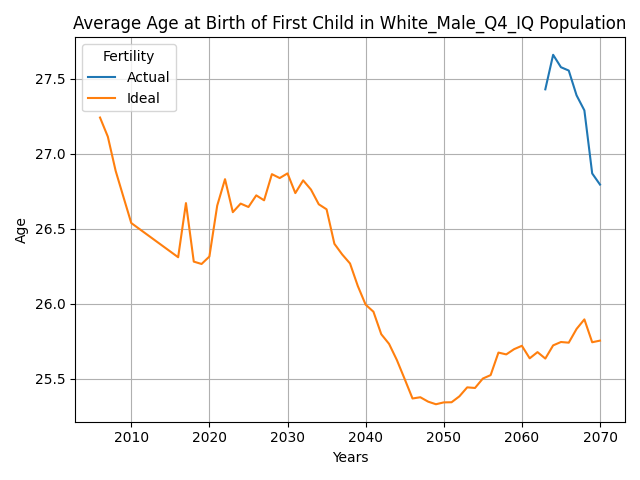 Average Age at Birth of First Child in White_Male_Q4_IQ Population
Fertility
Actual
Ideal
27.5
27.0
26.5
26.0
25.5
Age
2010 2020 2030 2040 2050 2060 2070
Years